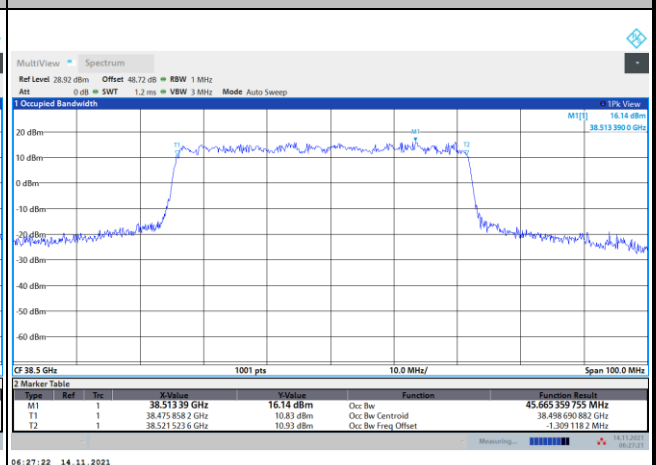 MultiView Spectrum
Ref Level 28.92 dBm Offset 48.72 dB RBW 1 MHz
Att 0 dB SWT 1.2 ms VBW 3 MHz Mode Auto Sweep
1 Occupied Bandwidth 1Pk View
M1[1] 16.14 dBm
38.513 390 0 GHz
20 dBm
M1
T1
T2
10 dBm
0 dBm
-10 dBm
-20 dBm
-30 dBm
-40 dBm
-50 dBm
-60 dBm
CF 38.5 GHz 1001 pts 10.0 MHz/ Span 100.0 MHz
2 Marker Table
Type Ref Trc X-Value Y-Value Function Function Result
M1 1 38.513 39 GHz 16.14 dBm Occ Bw 45.665 359 755 MHz
T1 1 38.475 858 2 GHz 10.83 dBm Occ Bw Centroid 38.498 690 882 GHz
T2 1 38.521 523 6 GHz 10.93 dBm Occ Bw Freq Offset -1.309 118 2 MHz
Measuring... 14.11.2021
06:27:21
06:27:22 14.11.2021